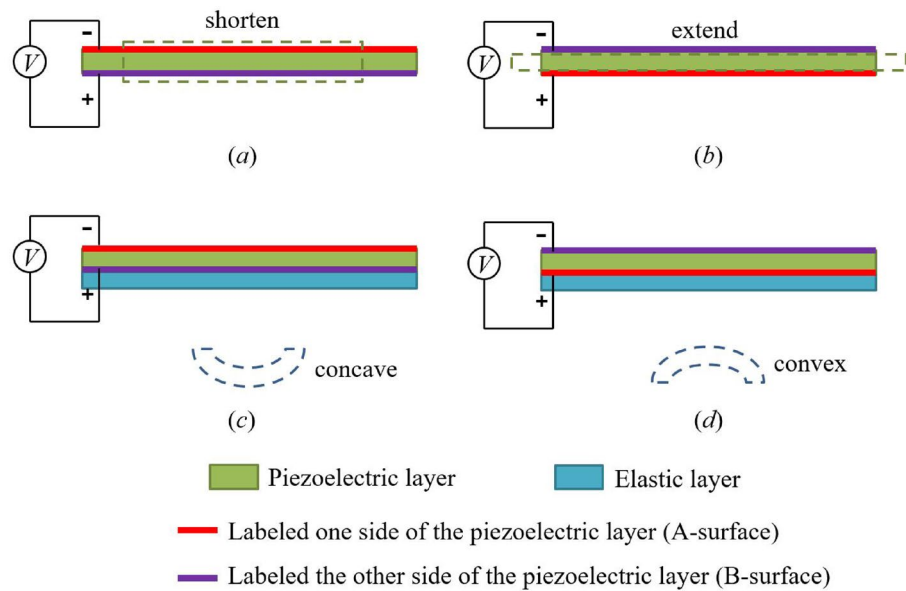 shorten
-
V
+
(a)
extend
-
V
+
(b)
-
V
+
concave
(c)
-
V
+
convex
(d)
Piezoelectric layer
Elastic layer
Labeled one side of the piezoelectric layer (A-surface)
Labeled the other side of the piezoelectric layer (B-surface)